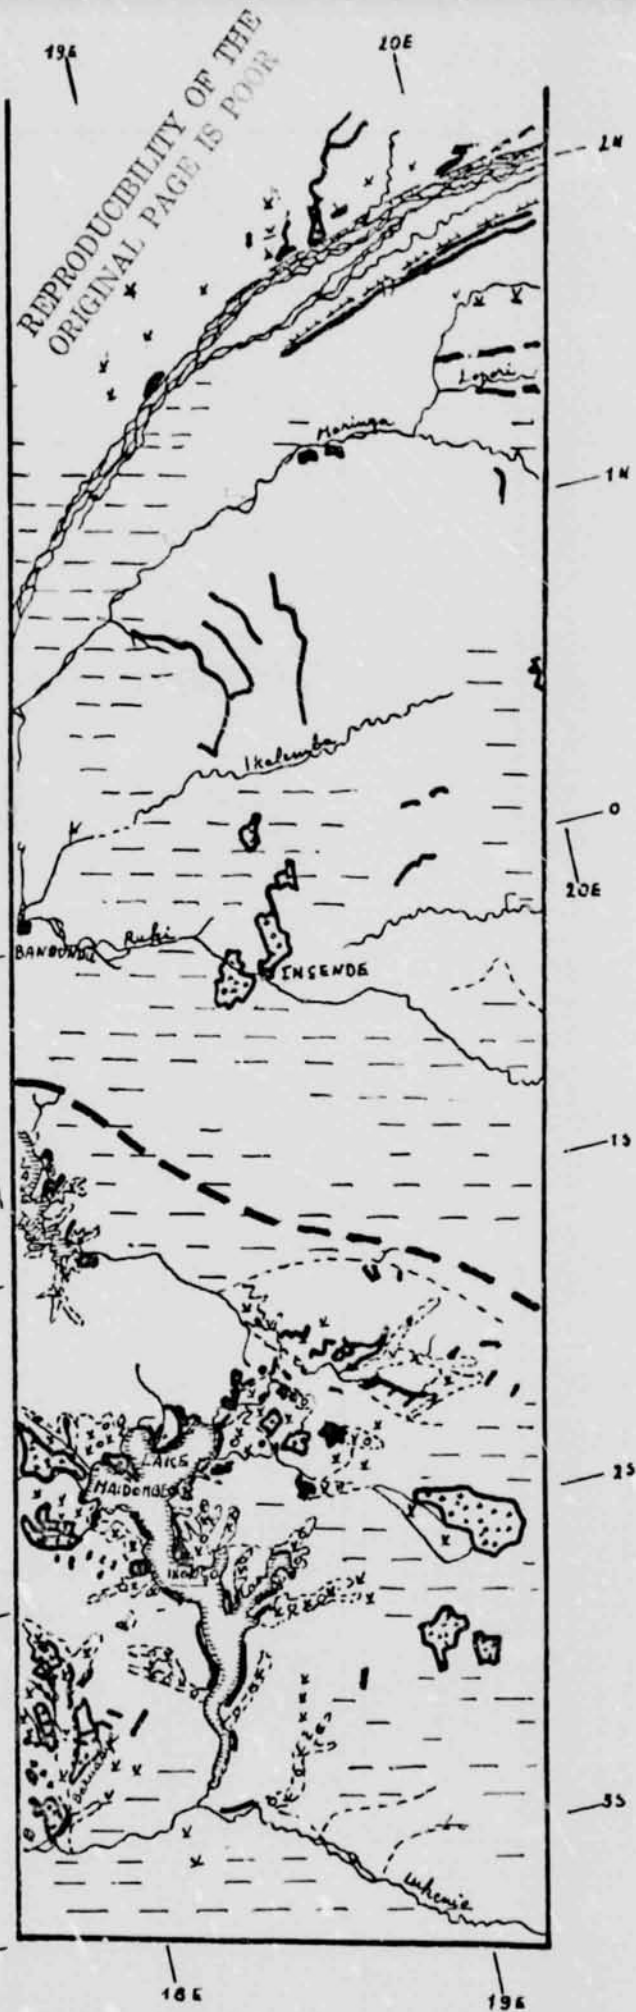 19E
20E
REPRODUCIBILITY OF THE
ORIGINAL PAGE IS POOR
2N
Lopori
Maringa
1N
Ikelemba
0
20E
Ruki
INGENDE
1S
LAKE
MAIDOMBE
2S
3S
Lukenie
18E
19E